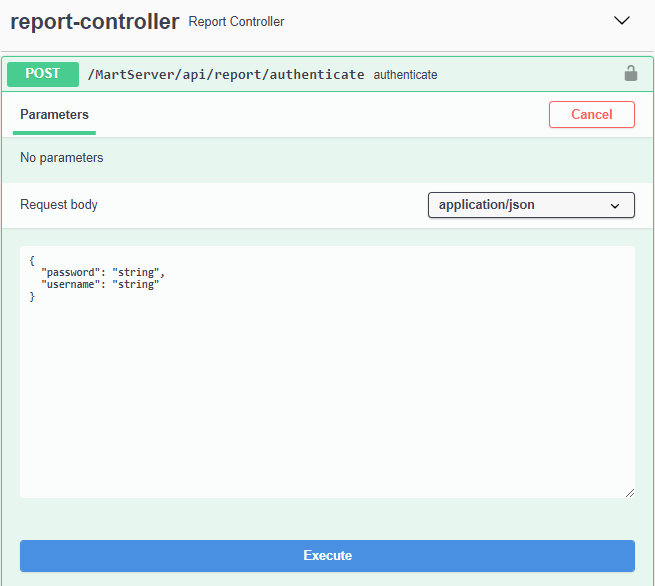 report-controller Report Controller
POST /MartServer/api/report/authenticate authenticate
Parameters Cancel
No parameters
Request body application/json
{
  "password": "string",
  "username": "string"
}
Execute